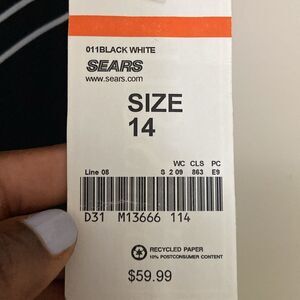 011BLACK WHITE
SEARS
www.sears.com
SIZE
14
WC CLS PC
Line 08 S 2 09 863 E9
D31 M13666 114
RECYCLED PAPER
10% POSTCONSUMER CONTENT
$59.99